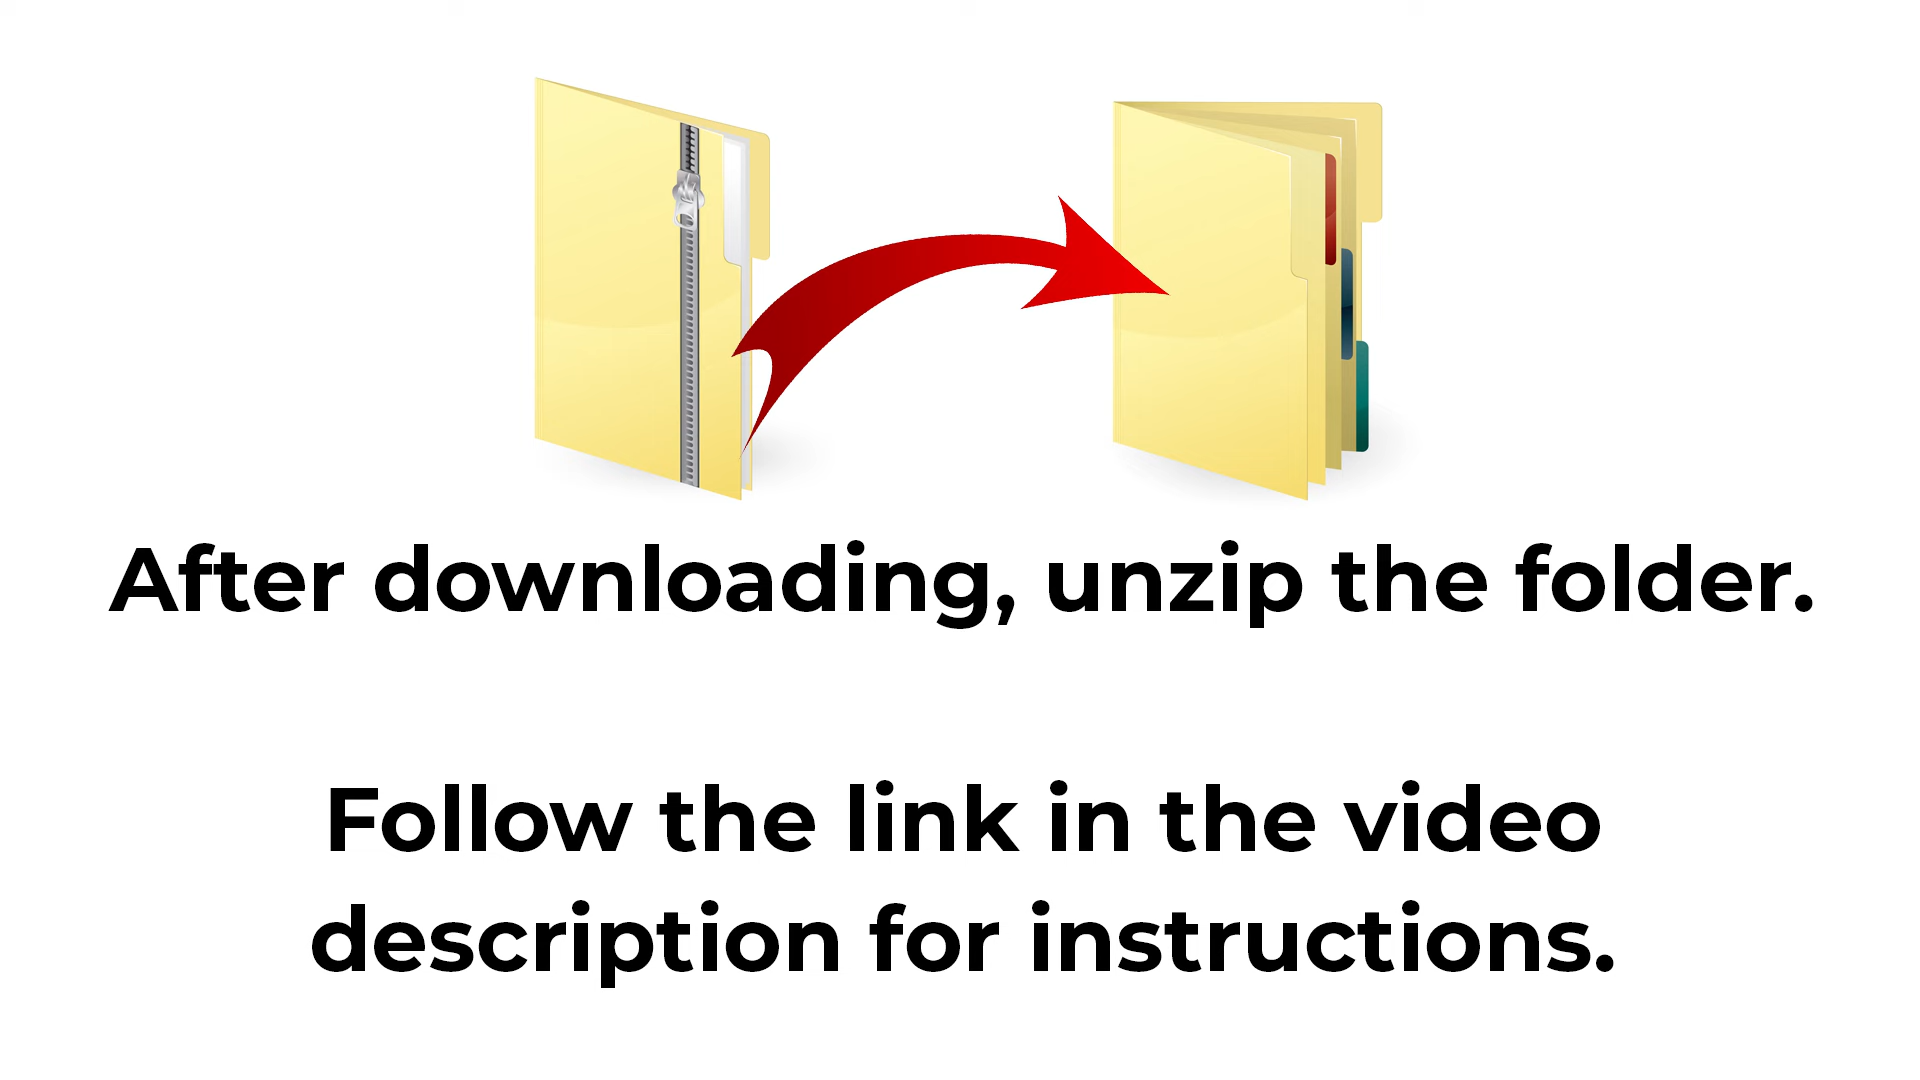 After downloading, unzip the folder.
Follow the link in the video
description for instructions.